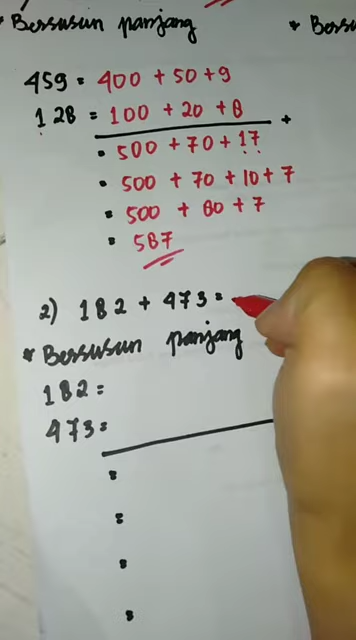 * Bersusun panjang
* Bersu
459 = 400 + 50 + 9
128 = 100 + 20 + 8
+
= 500 + 70 + 17
= 500 + 70 + 10 + 7
= 500 + 80 + 7
= 587
2) 182 + 473 =
* Bersusun panjang
182 =
473 =
=
=
=
=